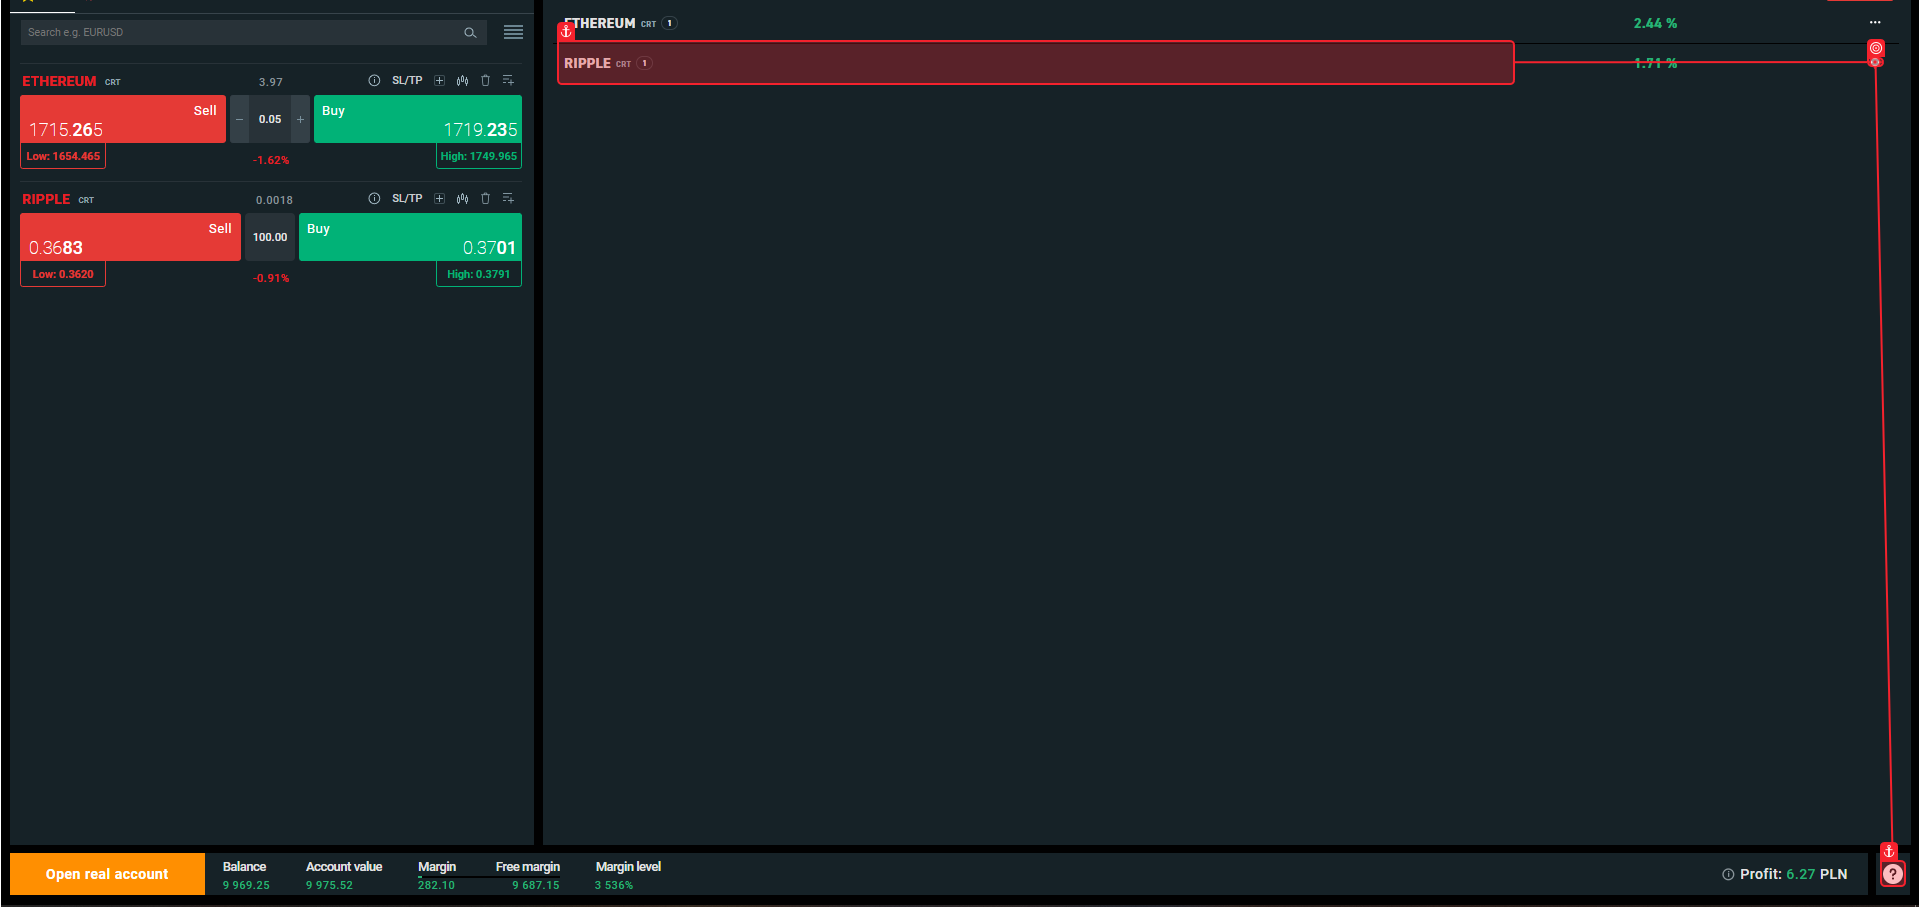 Search e.g. EURUSD
ETHEREUM CRT 3.97 SL/TP
Sell
1715.265
0.05
Buy
1719.235
Low: 1654.465
-1.62%
High: 1749.965
RIPPLE CRT 0.0018 SL/TP
Sell
0.3683
100.00
Buy
0.3701
Low: 0.3620
-0.91%
High: 0.3791
ETHEREUM CRT 1 2.44 % ...
RIPPLE CRT 1 1.71 %
Open real account
Balance
9 969.25
Account value
9 975.52
Margin
282.10
Free margin
9 687.15
Margin level
3 536%
Profit: 6.27 PLN
?